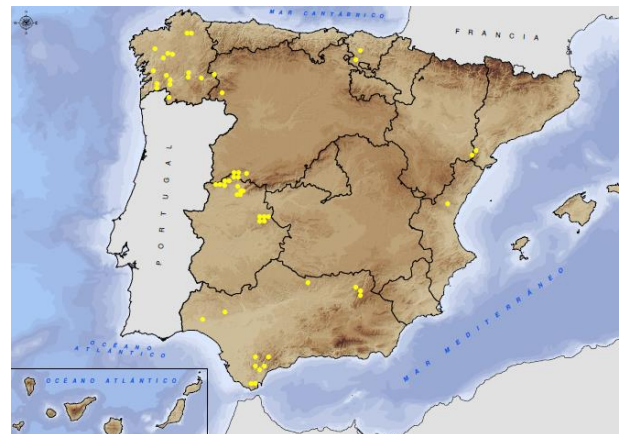 MAR CANTÁBRICO
FRANCIA
PORTUGAL
MAR MEDITERRÁNEO
OCÉANO
ATLÁNTICO
OCÉANO ATLÁNTICO